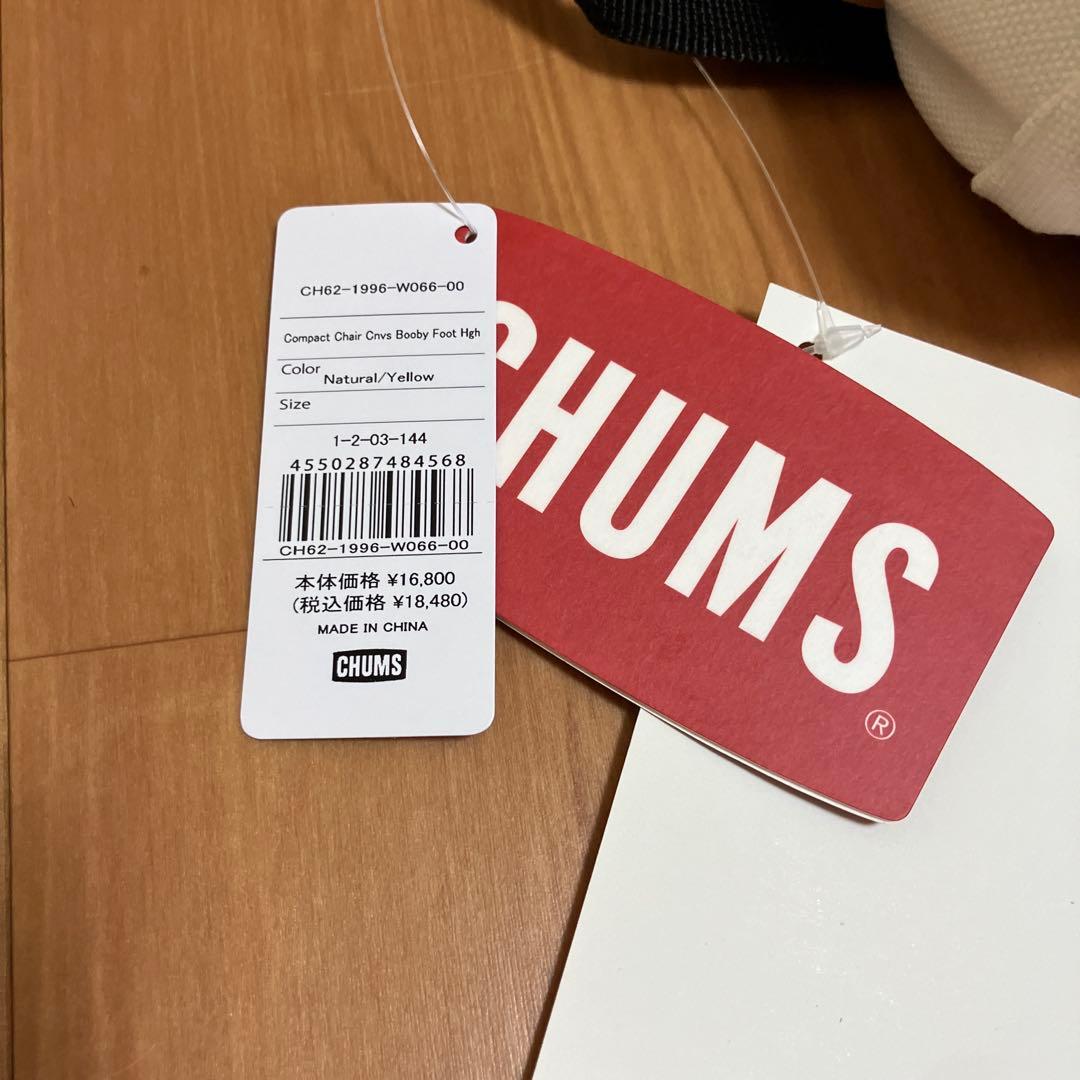 CH62-1996-W066-00
Compact Chair Cnvs Booby Foot Hgh
Color Natural/Yellow
Size
1-2-03-144
4550287484568
CH62-1996-W066-00
本体価格 ¥16,800
(税込価格 ¥18,480)
MADE IN CHINA
CHUMS
CHUMS
®